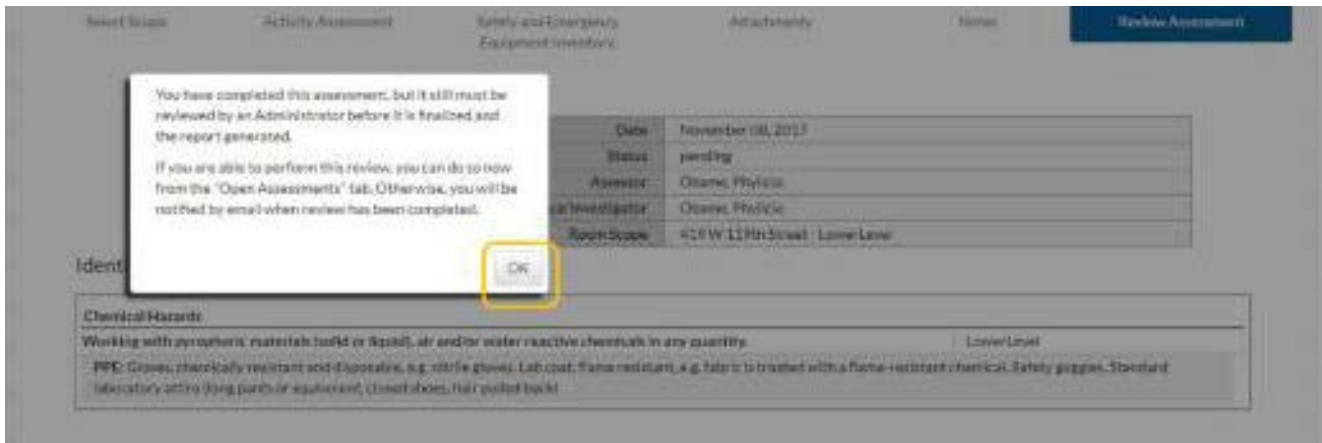 Select Scope
Activity Assessment
Safety and Emergency
Equipment Inventory
Attachments
Notes
Review Assessment
You have completed this assessment, but it still must be
reviewed by an Administrator before it is finalized and
the report generated.
If you are able to perform this review, you can do so now
from the "Open Assessments" tab. Otherwise, you will be
notified by email when review has been completed.
OK
Date November 08, 2017
Status pending
Assessor Obame, Phylicia
Investigator Obame, Phylicia
Room Scope 419 W 119th Street : Lower Level
Identi
Chemical Hazards
Working with pyrophoric materials (solid or liquid), air and/or water reactive chemicals in any quantity. Lower Level
PPE: Gloves, chemically resistant and disposable, e.g. nitrile gloves. Lab coat, flame resistant, e.g. fabric is treated with a flame-resistant chemical. Safety goggles. Standard
laboratory attire (long pants or equivalent, closed shoes, hair pulled back)